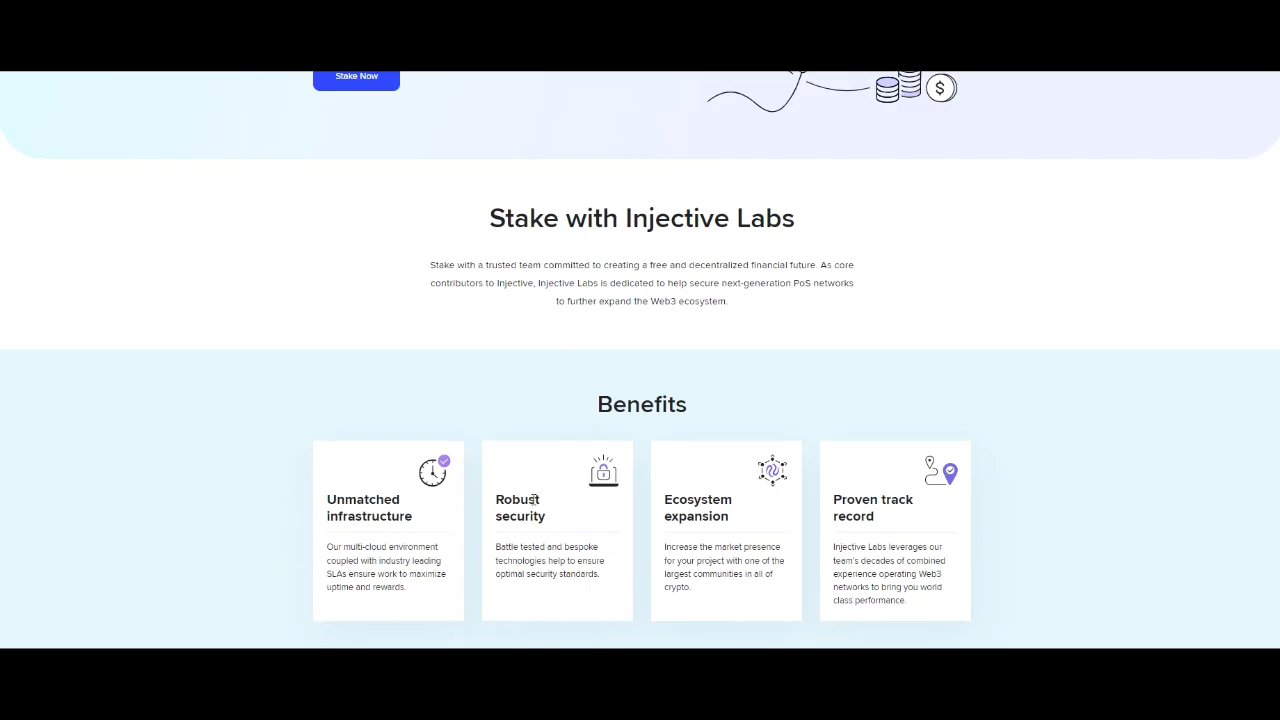 Stake Now
$
Stake with Injective Labs
Stake with a trusted team committed to creating a free and decentralized financial future. As core
contributors to Injective, Injective Labs is dedicated to help secure next-generation PoS networks
to further expand the Web3 ecosystem.
Benefits
Unmatched
infrastructure
Our multi-cloud environment
coupled with industry leading
SLAs ensure work to maximize
uptime and rewards.
Robust
security
Battle tested and bespoke
technologies help to ensure
optimal security standards.
Ecosystem
expansion
Increase the market presence
for your project with one of the
largest communities in all of
crypto.
Proven track
record
Injective Labs leverages our
team's decades of combined
experience operating Web3
networks to bring you world
class performance.